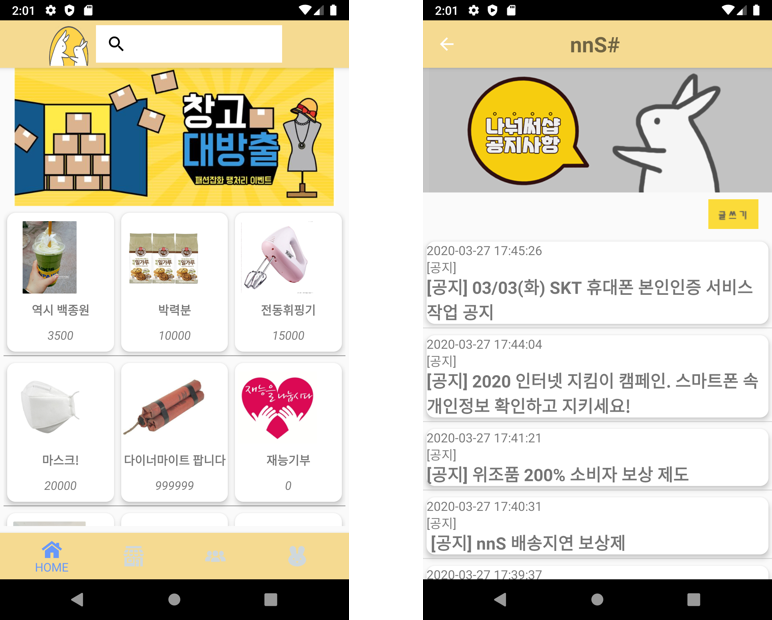 2:01
창고
대방출
패션잡화 땡처리 이벤트
역시 백종원
3500
박력분
10000
전동휘핑기
15000
마스크!
20000
다이너마이트 팝니다
999999
재능을 나눕시다
재능기부
0
HOME
2:01
nnS#
나눠써샵
공지사항
글쓰기
2020-03-27 17:45:26
[공지]
[공지] 03/03(화) SKT 휴대폰 본인인증 서비스
작업 공지
2020-03-27 17:44:04
[공지]
[공지] 2020 인터넷 지킴이 캠페인. 스마트폰 속
개인정보 확인하고 지키세요!
2020-03-27 17:41:21
[공지]
[공지] 위조품 200% 소비자 보상 제도
2020-03-27 17:40:31
[공지]
[공지] nnS 배송지연 보상제
2020-03-27 17:39:37